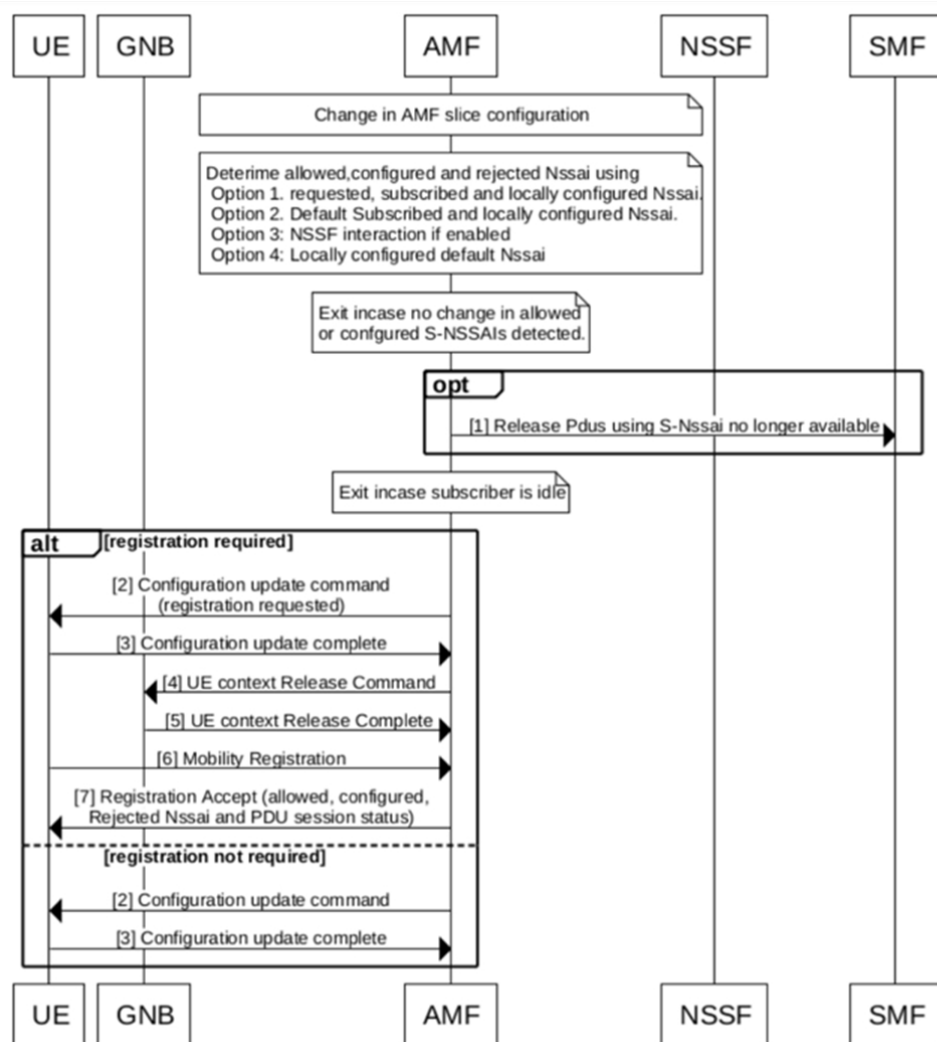 UE GNB AMF NSSF SMF
Change in AMF slice configuration
Deterime allowed,configured and rejected Nssai using
Option 1. requested, subscribed and locally configured Nssai.
Option 2. Default Subscribed and locally configured Nssai.
Option 3: NSSF interaction if enabled
Option 4: Locally configured default Nssai
Exit incase no change in allowed
or confgured S-NSSAIs detected.
opt
[1] Release Pdus using S-Nssai no longer available
Exit incase subscriber is idle
alt [registration required]
[2] Configuration update command
(registration requested)
[3] Configuration update complete
[4] UE context Release Command
[5] UE context Release Complete
[6] Mobility Registration
[7] Registration Accept (allowed, configured,
Rejected Nssai and PDU session status)
[registration not required]
[2] Configuration update command
[3] Configuration update complete
UE GNB AMF NSSF SMF